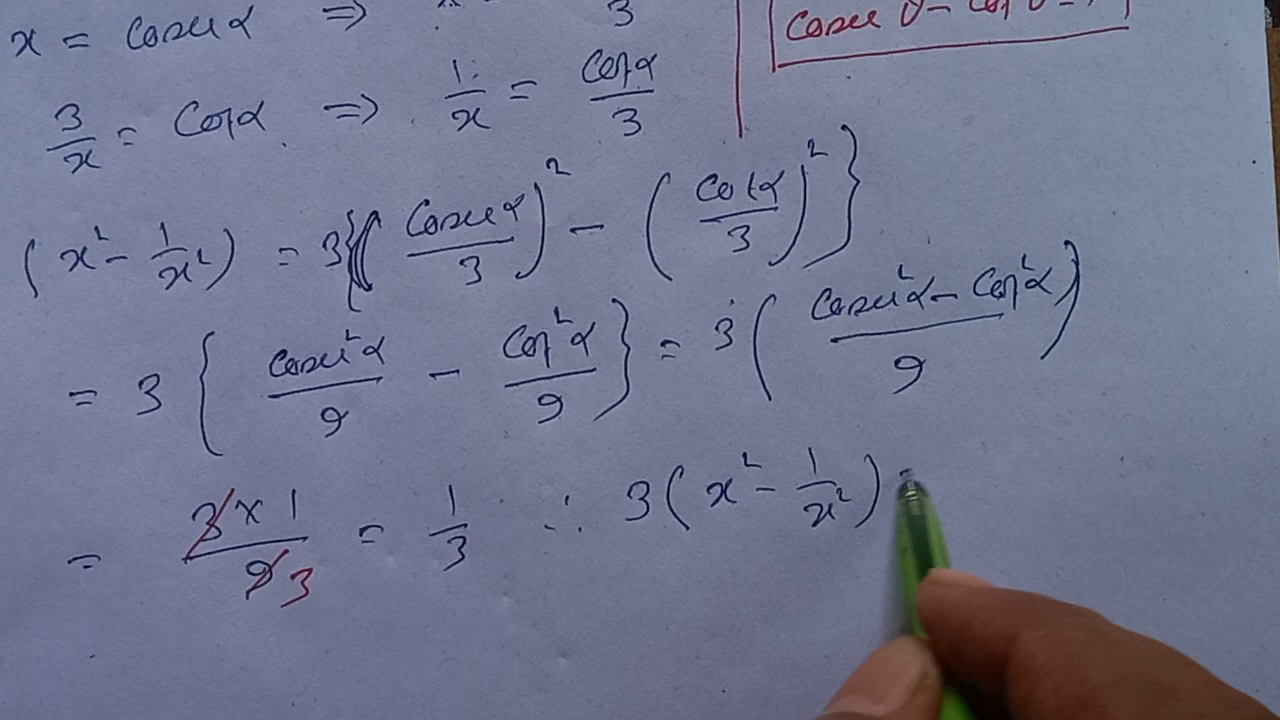 x = Cosec α ⇒ 3
Cosec θ -
3/x = Cot α. ⇒ 1/x = Cot α/3
(x² - 1/x²) = 3{(Cosec α/3)² - (Cot α/3)²}
= 3 { Cosec²α/9 - Cot²α/9 } = 3 ( Cosec²α - Cot²α/9 )
= 3 × 1/9 3 = 1/3 ∴ 3 ( x² - 1/x² )